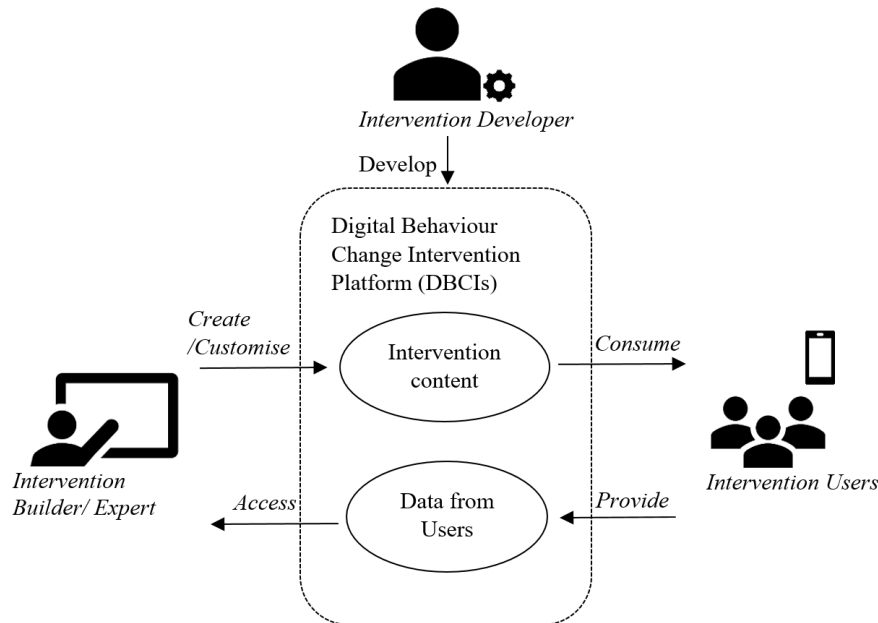 Intervention Developer
Develop
Digital Behaviour
Change Intervention
Platform (DBCIs)
Create
/Customise
Intervention
content
Consume
Intervention
Builder/ Expert
Access
Data from
Users
Provide
Intervention Users